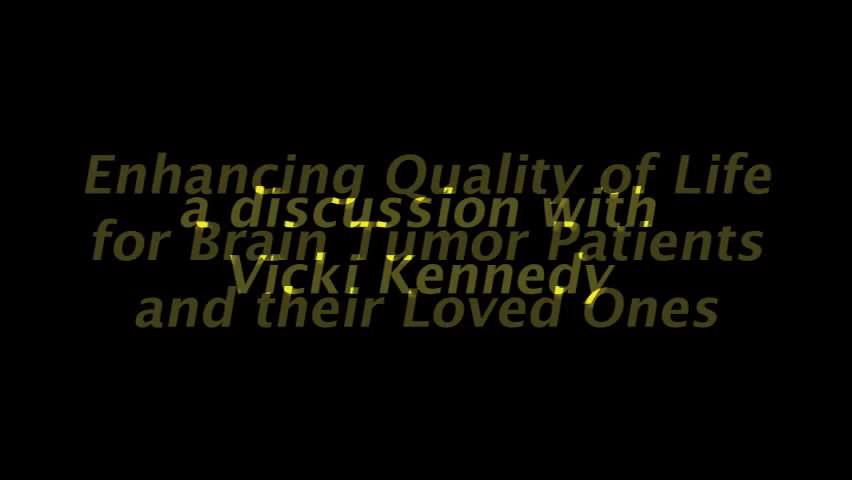 Enhancing Quality of Life
a discussion with
for Brain Tumor Patients
Vicki Kennedy
and their Loved Ones